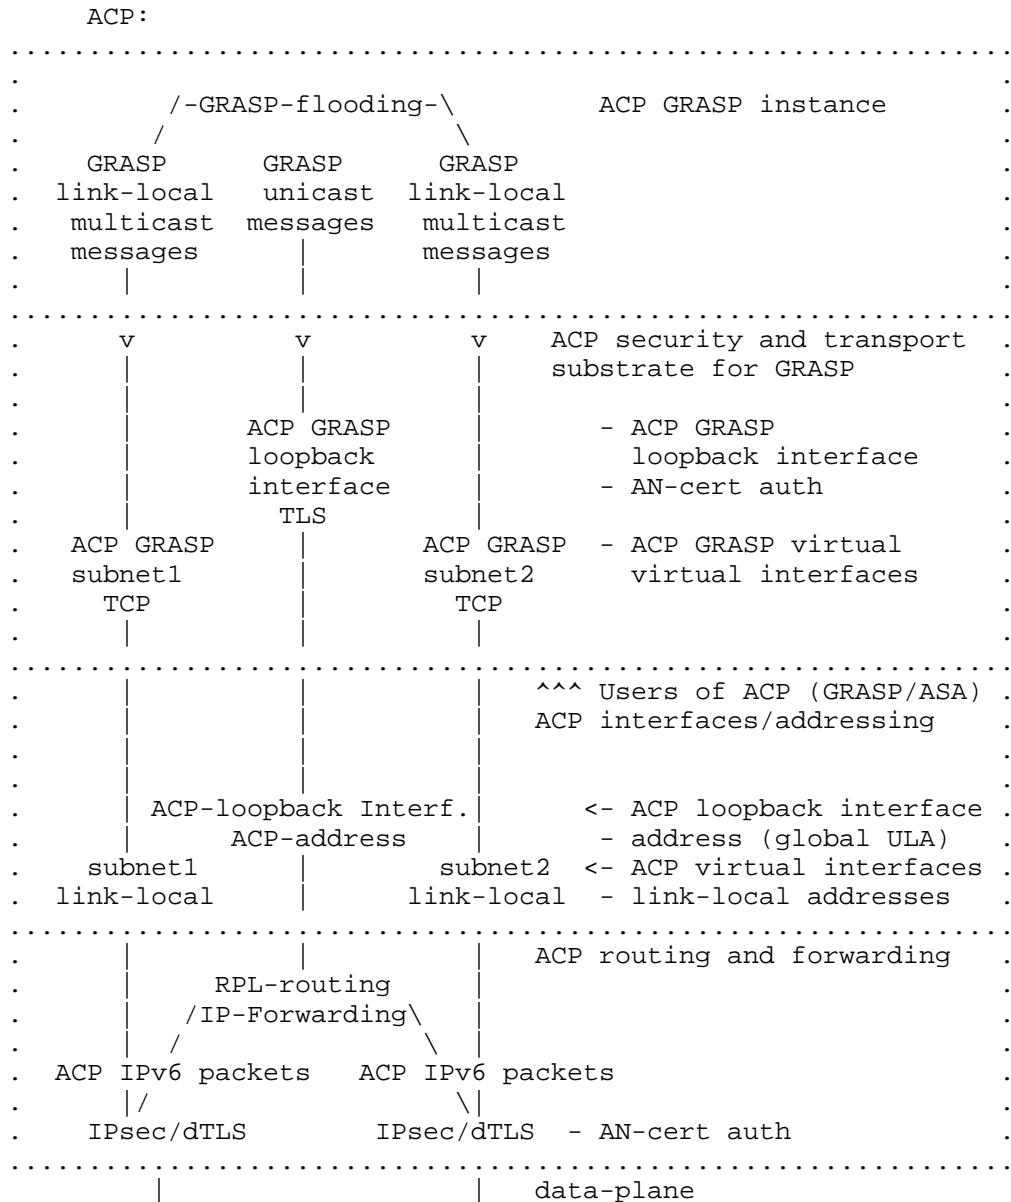 ACP:
...............................................................
.                                                             .
.         /-GRASP-flooding-\         ACP GRASP instance       .
.        /                  \                                 .
.    GRASP      GRASP      GRASP                              .
.  link-local   unicast  link-local                           .
.   multicast  messages   multicast                           .
.   messages      |       messages                            .
.      |          |          |                                .
...............................................................
.      v          v          v    ACP security and transport  .
.      |          |          |    substrate for GRASP         .
.      |          |          |                                .
.      |       ACP GRASP     |       - ACP GRASP              .
.      |       loopback      |         loopback interface     .
.      |       interface     |       - AN-cert auth           .
.      |         TLS         |                                .
.   ACP GRASP     |       ACP GRASP  - ACP GRASP virtual      .
.   subnet1       |       subnet2      virtual interfaces     .
.     TCP         |         TCP                               .
.      |          |          |                                .
...............................................................
.      |          |          |   ^^^ Users of ACP (GRASP/ASA) .
.      |          |          |   ACP interfaces/addressing    .
.      |          |          |                                .
.      |          |          |                                .
.      | ACP-loopback Interf.|      <- ACP loopback interface .
.      |      ACP-address    |       - address (global ULA)   .
.    subnet1      |        subnet2  <- ACP virtual interfaces .
.  link-local     |      link-local  - link-local addresses   .
...............................................................
.      |          |          |   ACP routing and forwarding   .
.      |     RPL-routing     |                                .
.      |   /IP-Forwarding\   |                                .
.      |  /               \  |                                .
.  ACP IPv6 packets   ACP IPv6 packets                        .
.      |/                    \|                               .
.    IPsec/dTLS        IPsec/dTLS  - AN-cert auth             .
...............................................................
         |                   |   data-plane